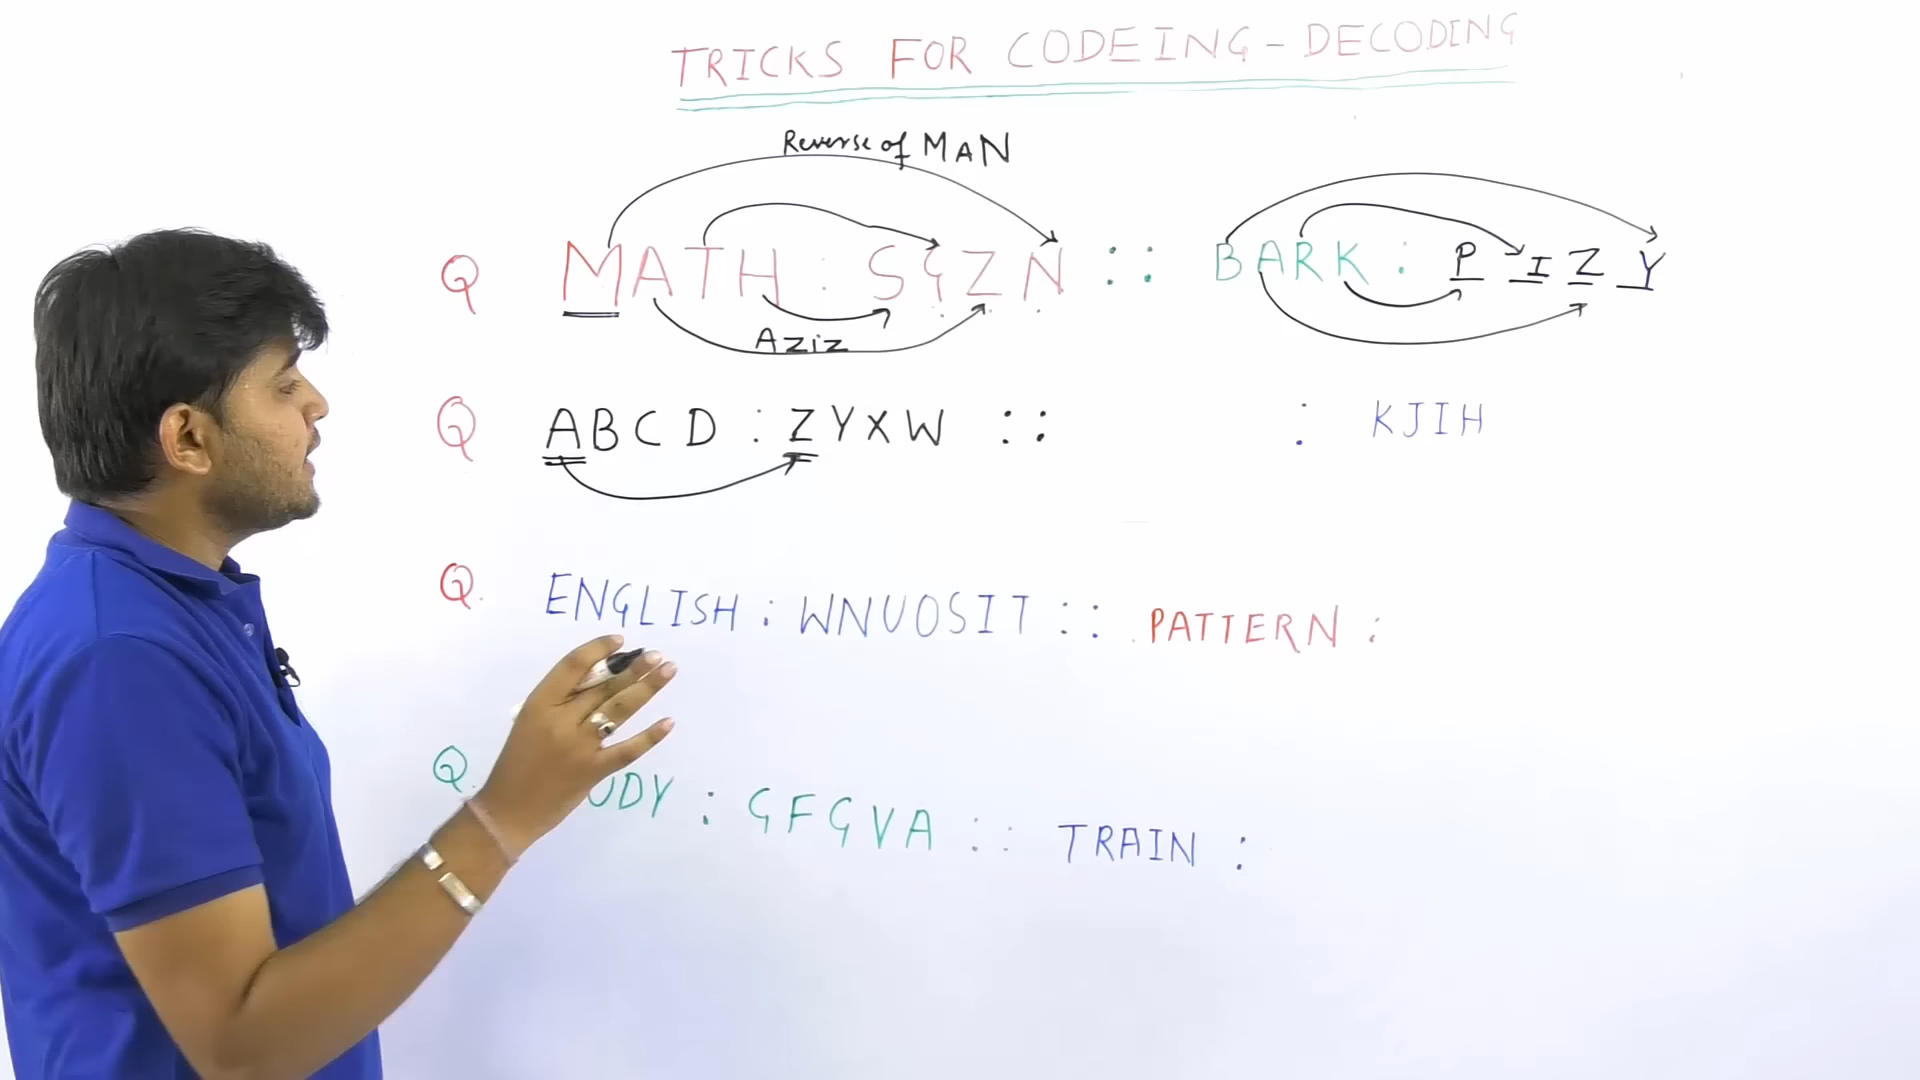 TRICKS FOR CODEING - DECODING
Reverse of MAN
Q MATH : SGZN :: BARK : P I Z Y
Aziz
Q ABCD : ZYXW :: : KJIH
Q. ENGLISH : WNUOSIT :: PATTERN :
Q. UDY : GFGVA :: TRAIN :